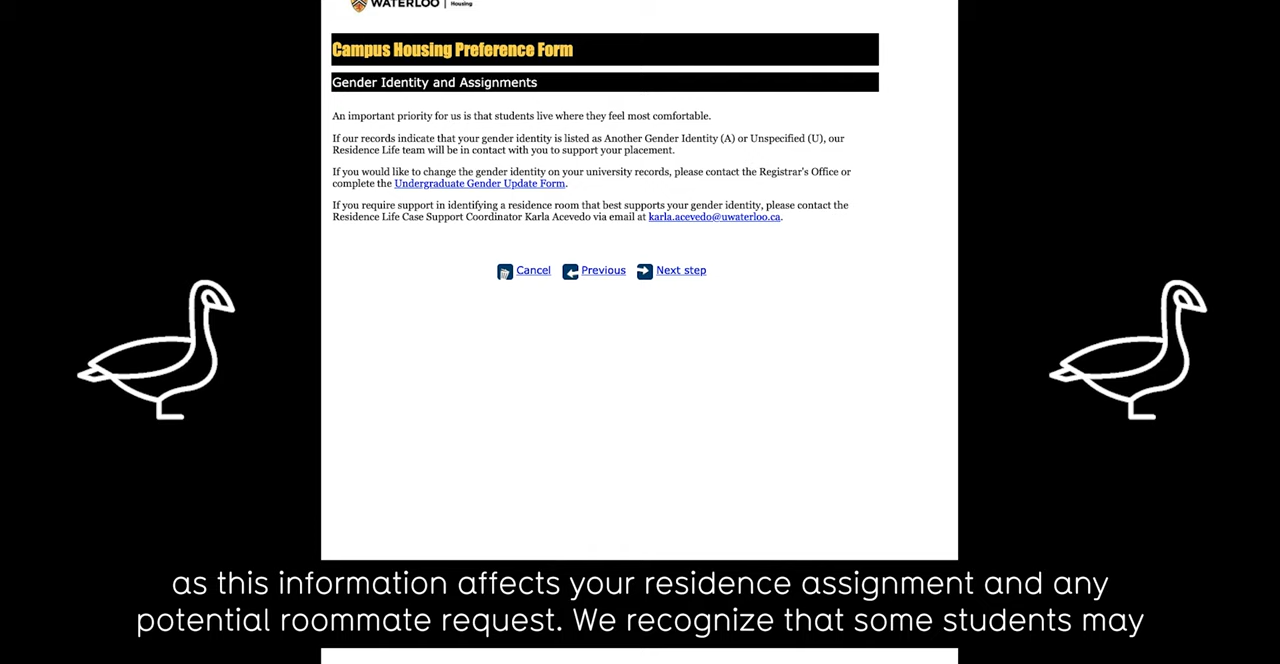 WATERLOO | Housing
Campus Housing Preference Form
Gender Identity and Assignments
An important priority for us is that students live where they feel most comfortable.
If our records indicate that your gender identity is listed as Another Gender Identity (A) or Unspecified (U), our
Residence Life team will be in contact with you to support your placement.
If you would like to change the gender identity on your university records, please contact the Registrar's Office or
complete the Undergraduate Gender Update Form.
If you require support in identifying a residence room that best supports your gender identity, please contact the
Residence Life Case Support Coordinator Karla Acevedo via email at karla.acevedo@uwaterloo.ca.
Cancel Previous Next step
as this information affects your residence assignment and any
potential roommate request. We recognize that some students may